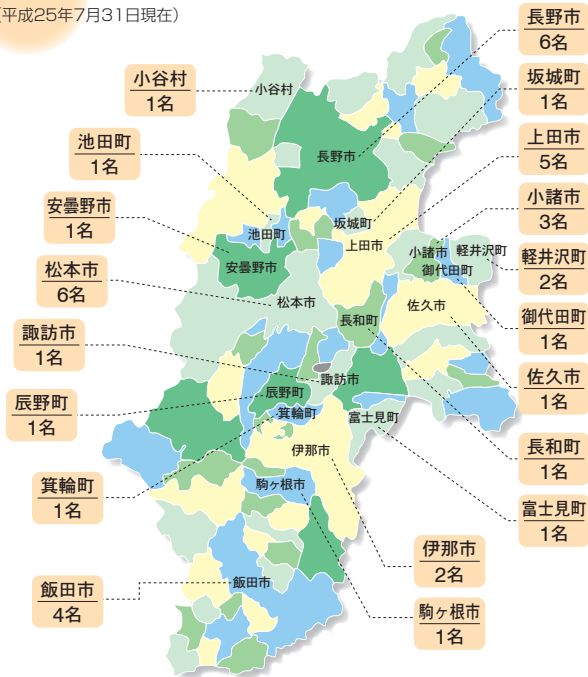 (平成25年7月31日現在)
長野市
6名
坂城町
1名
上田市
5名
小諸市
3名
軽井沢町
2名
御代田町
1名
佐久市
1名
長和町
1名
富士見町
1名
小谷村
1名
池田町
1名
安曇野市
1名
松本市
6名
諏訪市
1名
辰野町
1名
箕輪町
1名
飯田市
4名
伊那市
2名
駒ヶ根市
1名
小谷村
長野市
池田町
坂城町
上田市
小諸市
軽井沢町
御代田町
安曇野市
松本市
長和町
佐久市
諏訪市
辰野町
箕輪町
富士見町
伊那市
駒ヶ根市
飯田市